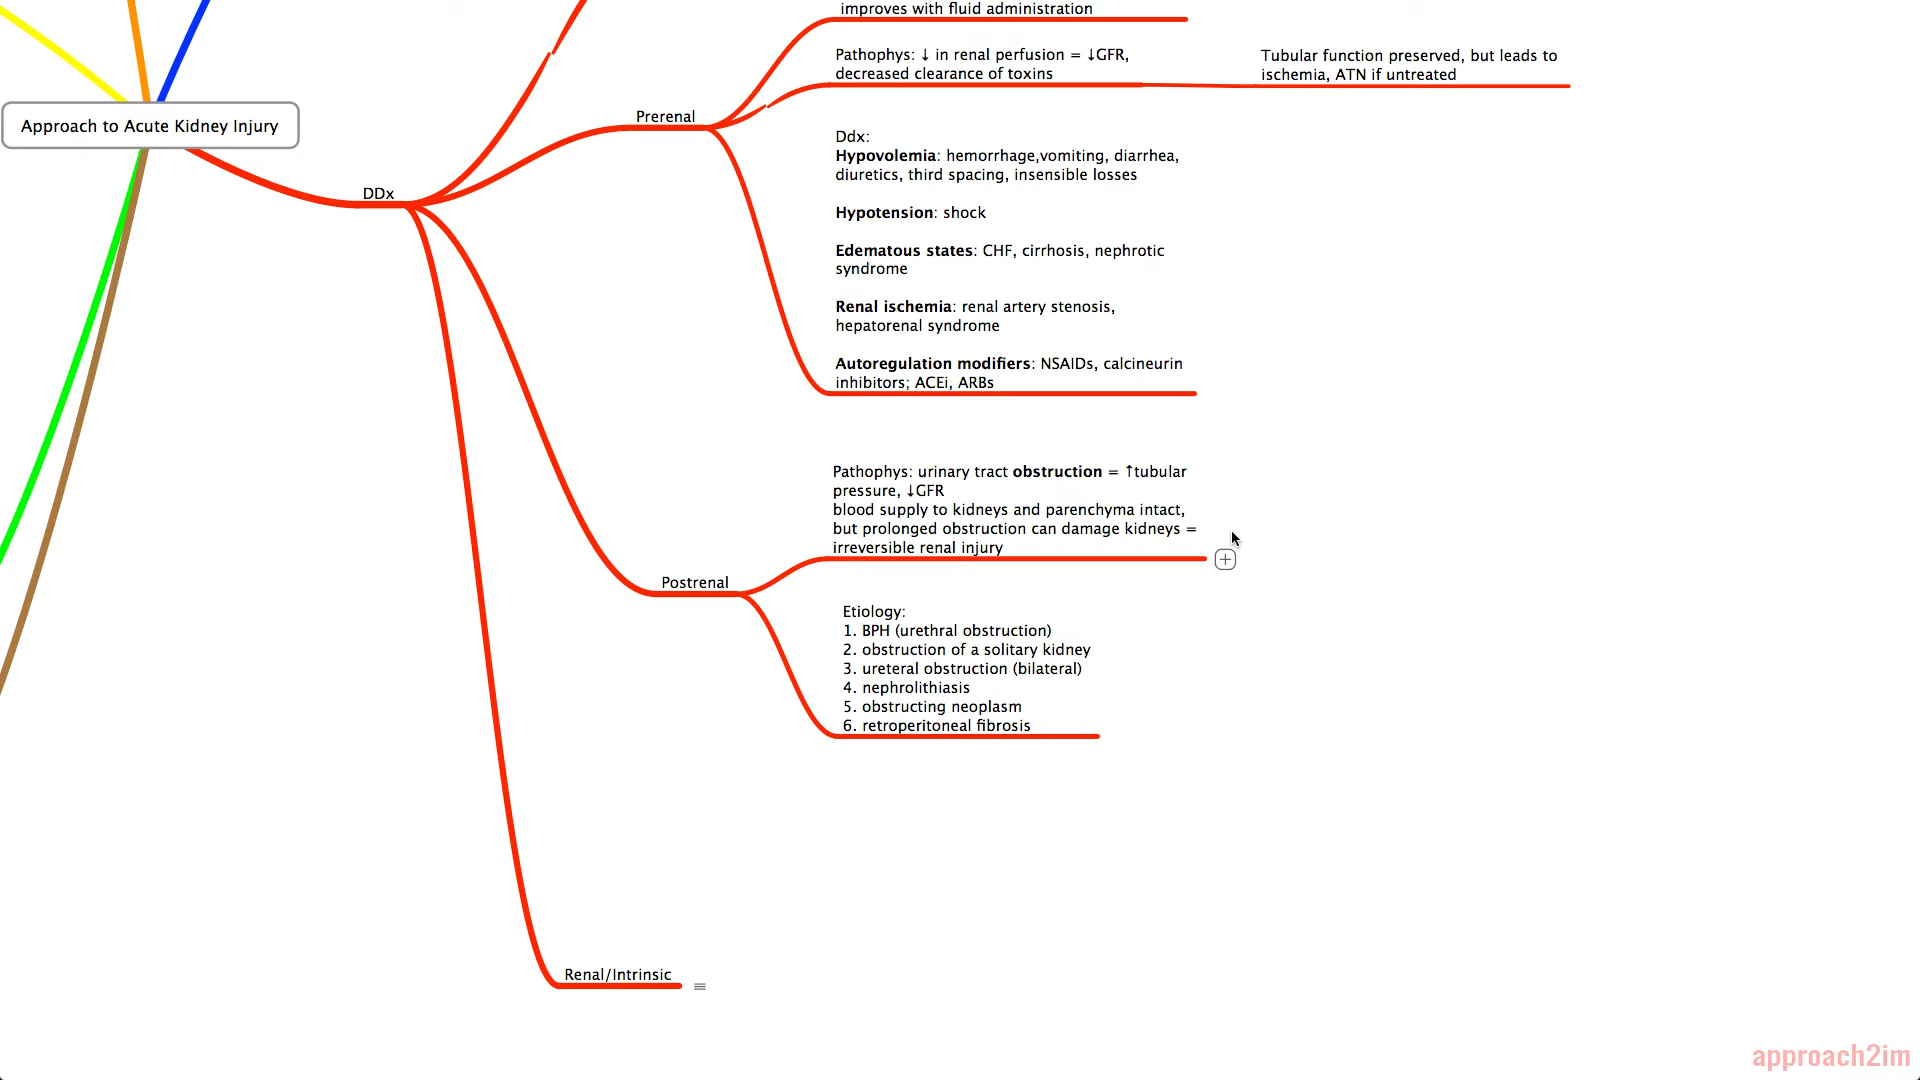 improves with fluid administration
Pathophys: ↓ in renal perfusion = ↓GFR,
decreased clearance of toxins
Tubular function preserved, but leads to
ischemia, ATN if untreated
Approach to Acute Kidney Injury
Prerenal
DDx
Ddx:
Hypovolemia: hemorrhage,vomiting, diarrhea,
diuretics, third spacing, insensible losses
Hypotension: shock
Edematous states: CHF, cirrhosis, nephrotic
syndrome
Renal ischemia: renal artery stenosis,
hepatorenal syndrome
Autoregulation modifiers: NSAIDs, calcineurin
inhibitors; ACEi, ARBs
Pathophys: urinary tract obstruction = ↑tubular
pressure, ↓GFR
blood supply to kidneys and parenchyma intact,
but prolonged obstruction can damage kidneys =
irreversible renal injury
Postrenal
Etiology:
1. BPH (urethral obstruction)
2. obstruction of a solitary kidney
3. ureteral obstruction (bilateral)
4. nephrolithiasis
5. obstructing neoplasm
6. retroperitoneal fibrosis
Renal/Intrinsic
approach2im